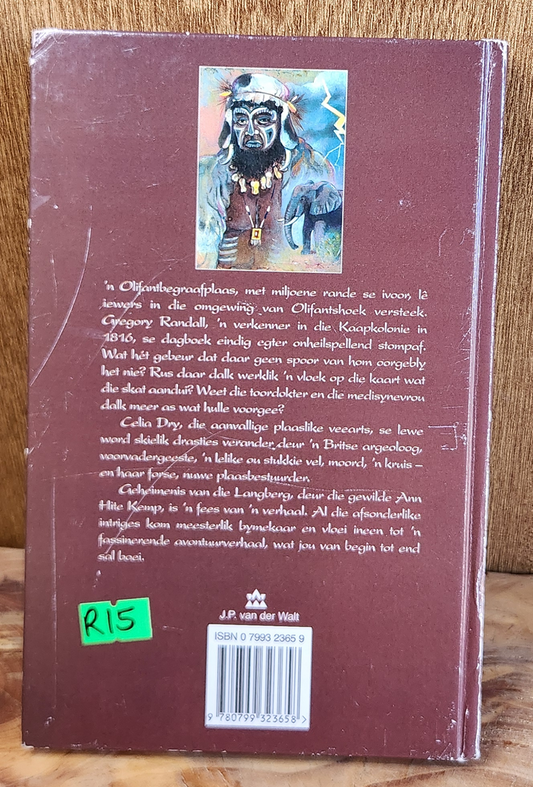 'n Olifantbegraafplaas, met miljoene rande se ivoor, lê
iewers in die omgewing van Olifantshoek versteek.
Gregory Randall, 'n verkenner in die Kaapkolonie in
1816, se dagboek eindig egter onheilspellend stompaf.
Wat hét gebeur dat daar geen spoor van hom oorgebly
het nie? Rus daar dalk werklik 'n vloek op die kaart wat
die skat aandui? Weet die toordokter en die medisynevrou
dalk meer as wat hulle voorgee?
Celia Dry, die aanvallige plaaslike veearts, se lewe
word skielik drasties verander deur 'n Britse argeoloog,
voorvadergeeste, 'n lelike ou stukkie vel, moord, 'n kruis –
en haar forse, nuwe plaasbestuurder.
Geheimenis van die Langberg, deur die gewilde Ann
Hite Kemp, is 'n fees van 'n verhaal. Al die afsonderlike
intriges kom meesterlik bymekaar en vloei ineen tot 'n
fassinerende avontuurverhaal, wat jou van begin tot end
sal boei.
R15
J.P. van der Walt
ISBN 0 7993 2365 9
9 780799 323658 >